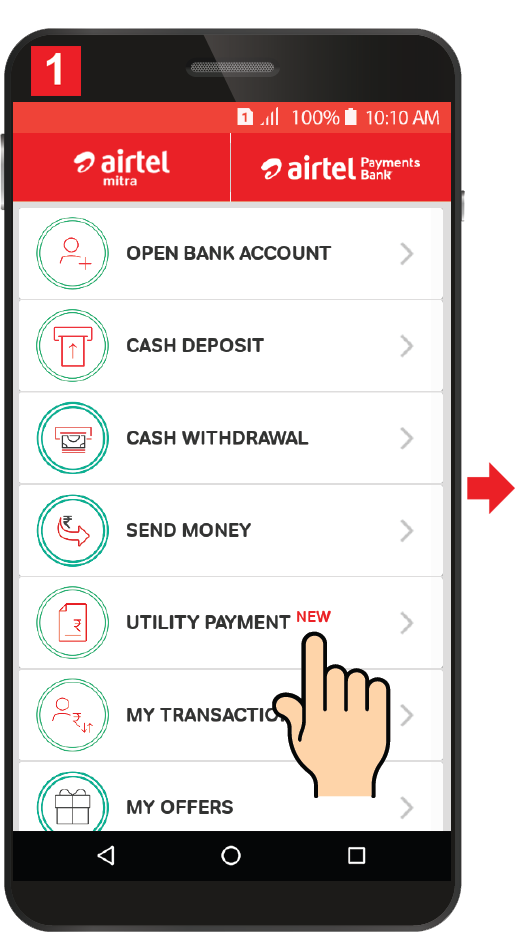 1
1 100% 10:10 AM
airtel
mitra
airtel Payments
Bank
OPEN BANK ACCOUNT
CASH DEPOSIT
CASH WITHDRAWAL
SEND MONEY
UTILITY PAYMENT NEW
MY TRANSACTIO
MY OFFERS